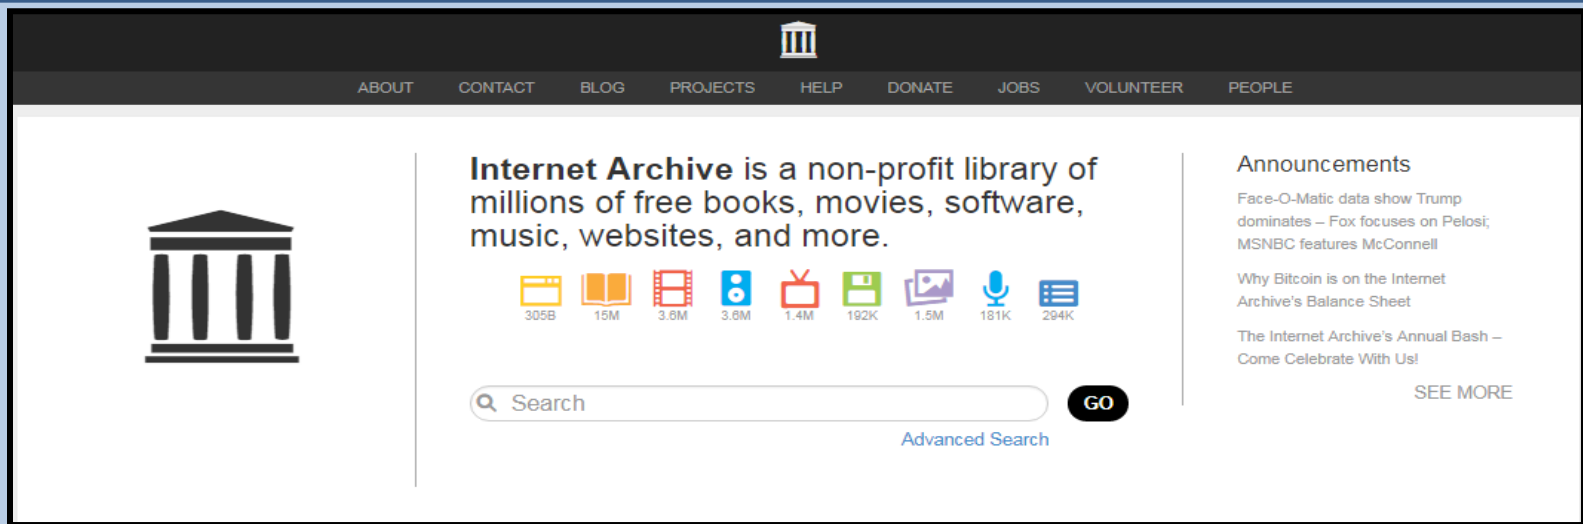 ABOUT CONTACT BLOG PROJECTS HELP DONATE JOBS VOLUNTEER PEOPLE
Internet Archive is a non-profit library of
millions of free books, movies, software,
music, websites, and more.
305B 15M 3.6M 3.6M 1.4M 192K 1.5M 181K 294K
Search GO
Advanced Search
Announcements
Face-O-Matic data show Trump
dominates – Fox focuses on Pelosi;
MSNBC features McConnell
Why Bitcoin is on the Internet
Archive's Balance Sheet
The Internet Archive's Annual Bash –
Come Celebrate With Us!
SEE MORE